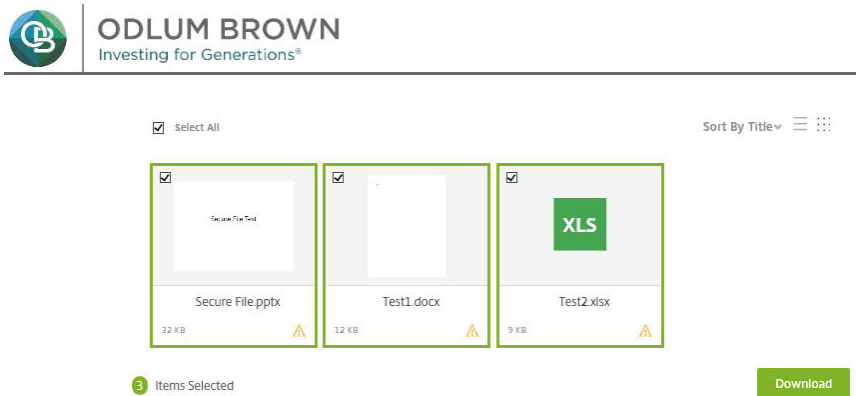 OB
ODLUM BROWN
Investing for Generations®
Select All
Sort By Title
Secure File Test
XLS
Secure File.pptx
Test1.docx
Test2.xlsx
32 KB
12 KB
9 KB
3 Items Selected
Download